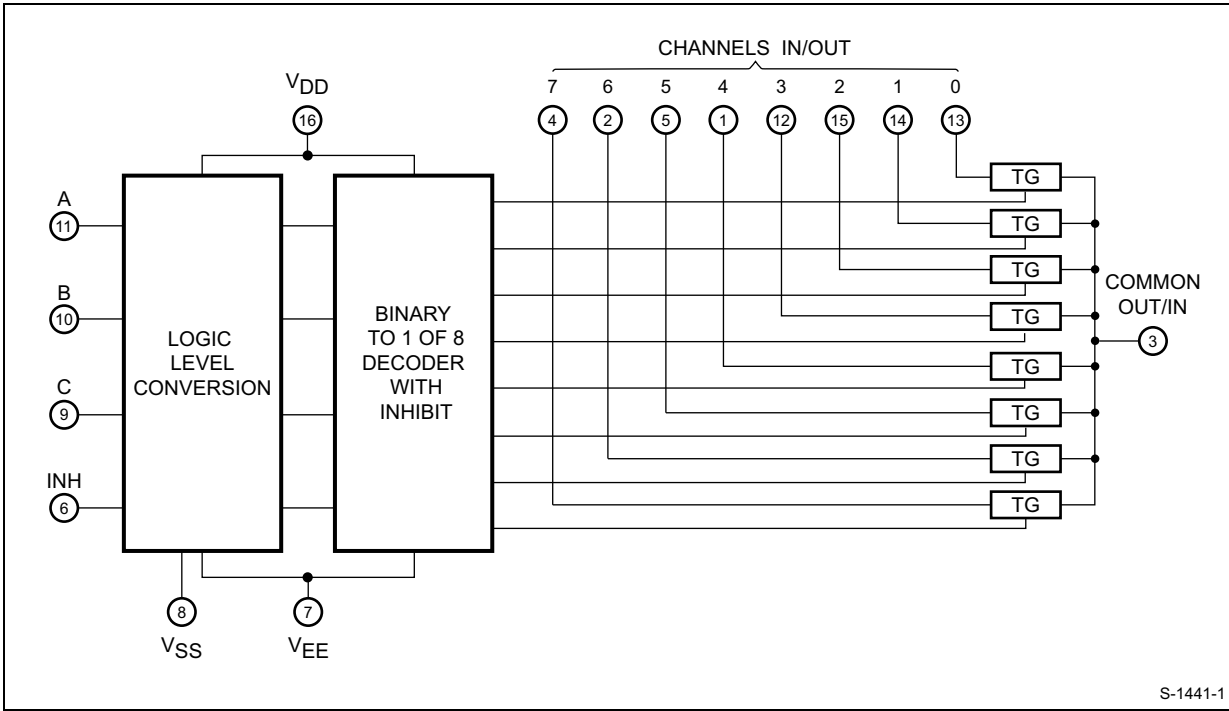 CHANNELS IN/OUT
7 6 5 4 3 2 1 0
4 2 5 1 12 15 14 13
VDD
16
A
11
B
10
C
9
INH
6
LOGIC
LEVEL
CONVERSION
BINARY
TO 1 OF 8
DECODER
WITH
INHIBIT
TG
TG
TG
TG
TG
TG
TG
TG
COMMON
OUT/IN
3
8
VSS
7
VEE
S-1441-1